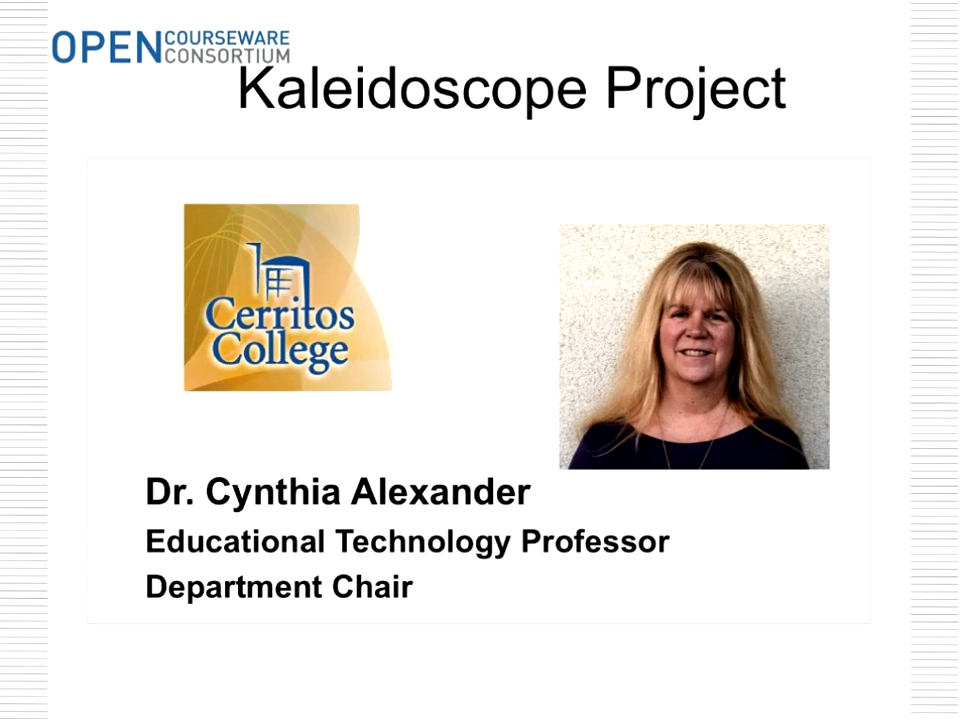 OPEN COURSEWARE
CONSORTIUM
Kaleidoscope Project
Cerritos
College
Dr. Cynthia Alexander
Educational Technology Professor
Department Chair